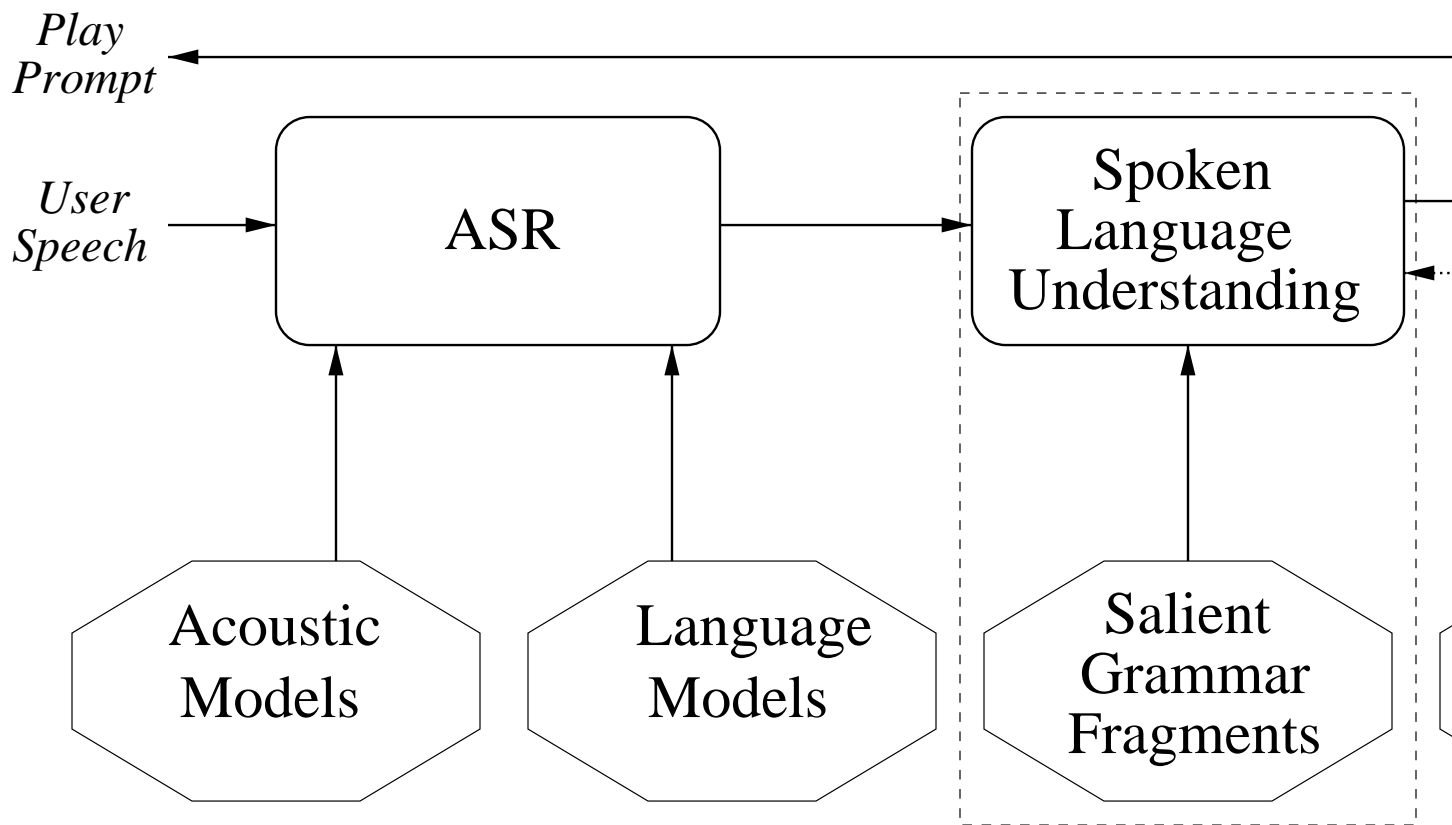 Play
Prompt
User
Speech
ASR
Spoken
Language
Understanding
Acoustic
Models
Language
Models
Salient
Grammar
Fragments